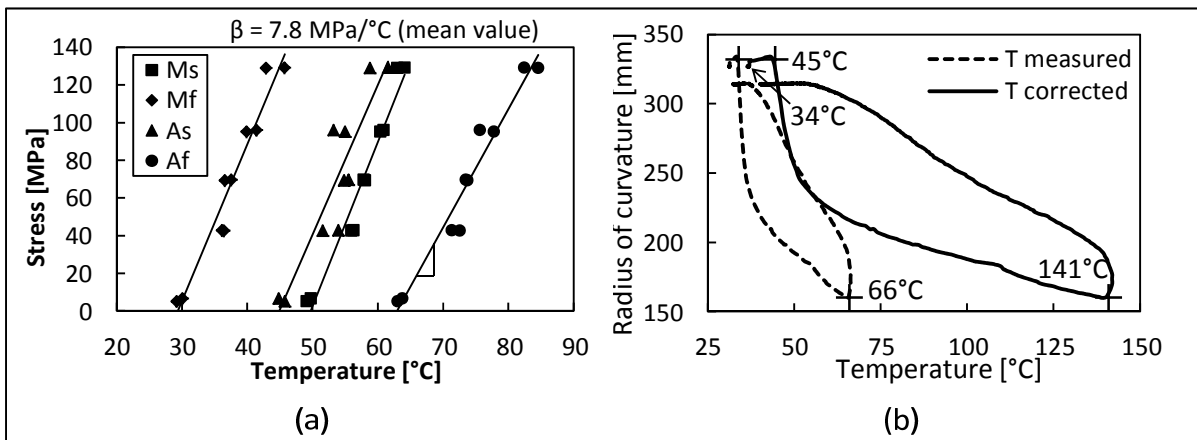 β = 7.8 MPa/°C (mean value)
140
120
100
80
60
40
20
0
Stress [MPa]
Ms
Mf
As
Af
20 30 40 50 60 70 80 90
Temperature [°C]
(a)
350
300
250
200
150
Radius of curvature [mm]
45°C
34°C
T measured
T corrected
66°C
141°C
25 50 75 100 125 150
Temperature [°C]
(b)